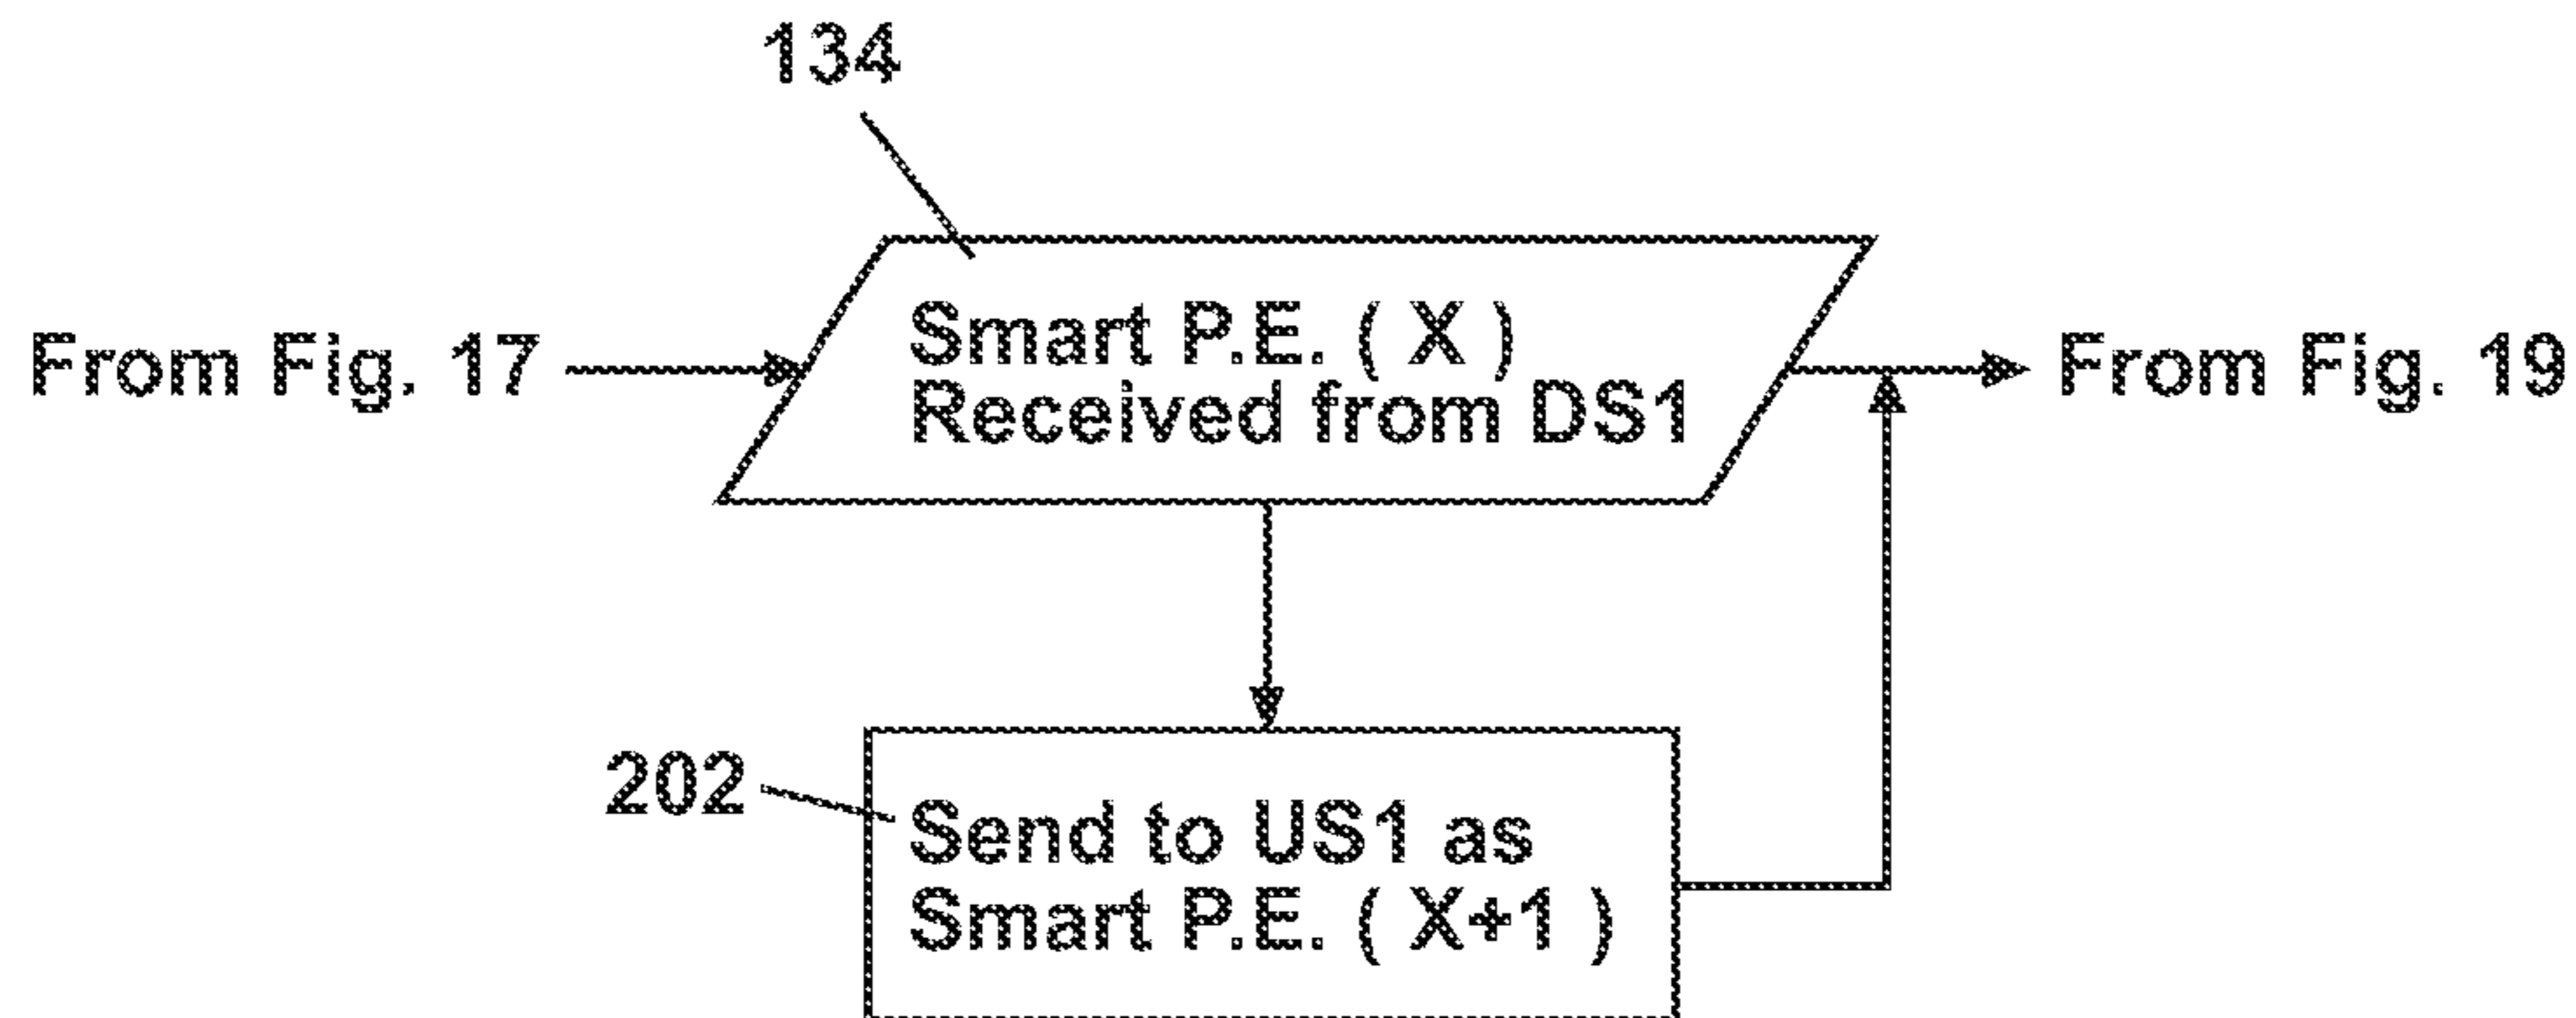 134
From Fig. 17
Smart P.E. ( X )
Received from DS1
From Fig. 19
202
Send to US1 as
Smart P.E. ( X+1 )